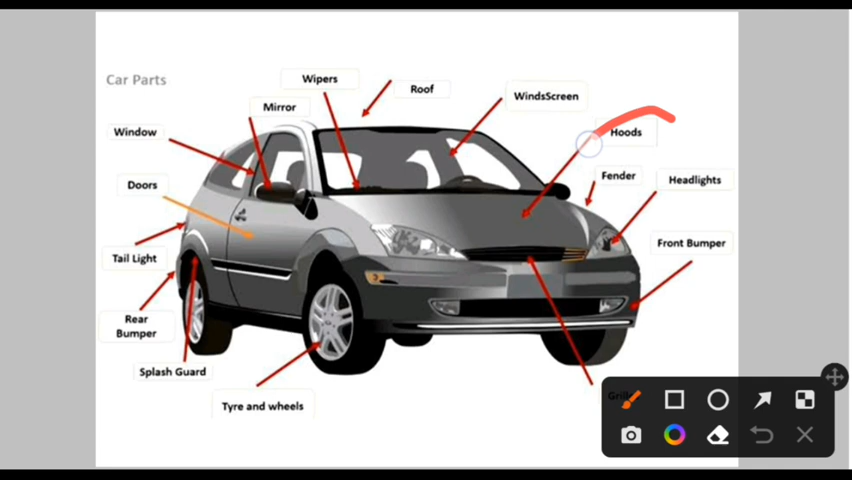 Car Parts
Wipers
Roof
WindsScreen
Mirror
Window
Hoods
Doors
Fender
Headlights
Front Bumper
Tail Light
Rear
Bumper
Splash Guard
Tyre and wheels